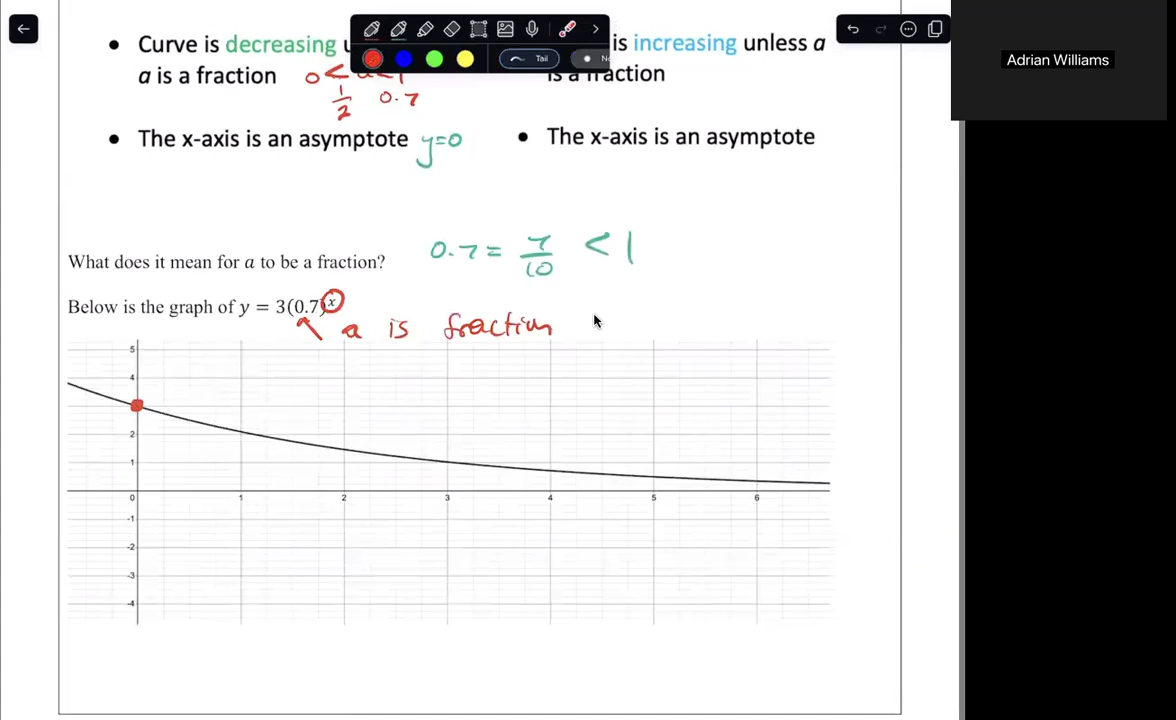 Adrian Williams
Tail
No
• Curve is decreasing u
a is a fraction
0 < a < 1
1/2 0.7
• The x-axis is an asymptote y=0
is increasing unless a
is a fraction
• The x-axis is an asymptote
What does it mean for a to be a fraction?
0.7 = 7/10 < 1
Below is the graph of y = 3(0.7)^x
a is fraction
5
4
2
1
0 1 2 3 4 5 6
-1
-2
-3
-4